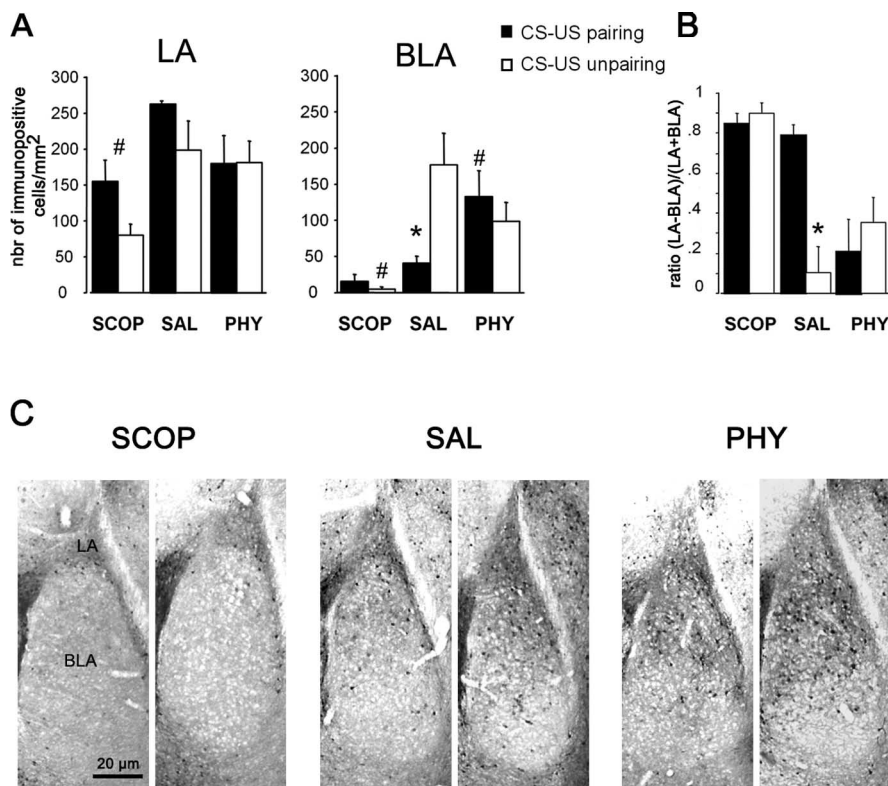 A
LA
BLA
CS-US pairing
CS-US unpairing
B
nbr of immunopositive
cells/mm2
300
250
200
150
100
50
0
#
SCOP SAL PHY
300
250
200
150
100
50
0
#
*
#
SCOP SAL PHY
ratio (LA-BLA)/(LA+BLA)
1
.8
.6
.4
.2
0
*
SCOP SAL PHY
C
SCOP SAL PHY
LA
BLA
20 µm